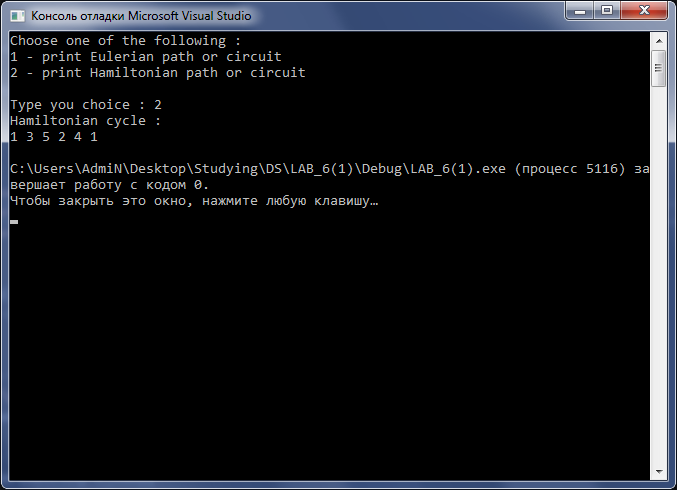 Консоль отладки Microsoft Visual Studio
Choose one of the following :
1 - print Eulerian path or circuit
2 - print Hamiltonian path or circuit
Type you choice : 2
Hamiltonian cycle :
1 3 5 2 4 1
C:\Users\AdmiN\Desktop\Studying\DS\LAB_6(1)\Debug\LAB_6(1).exe (процесс 5116) за
вершает работу с кодом 0.
Чтобы закрыть это окно, нажмите любую клавишу…